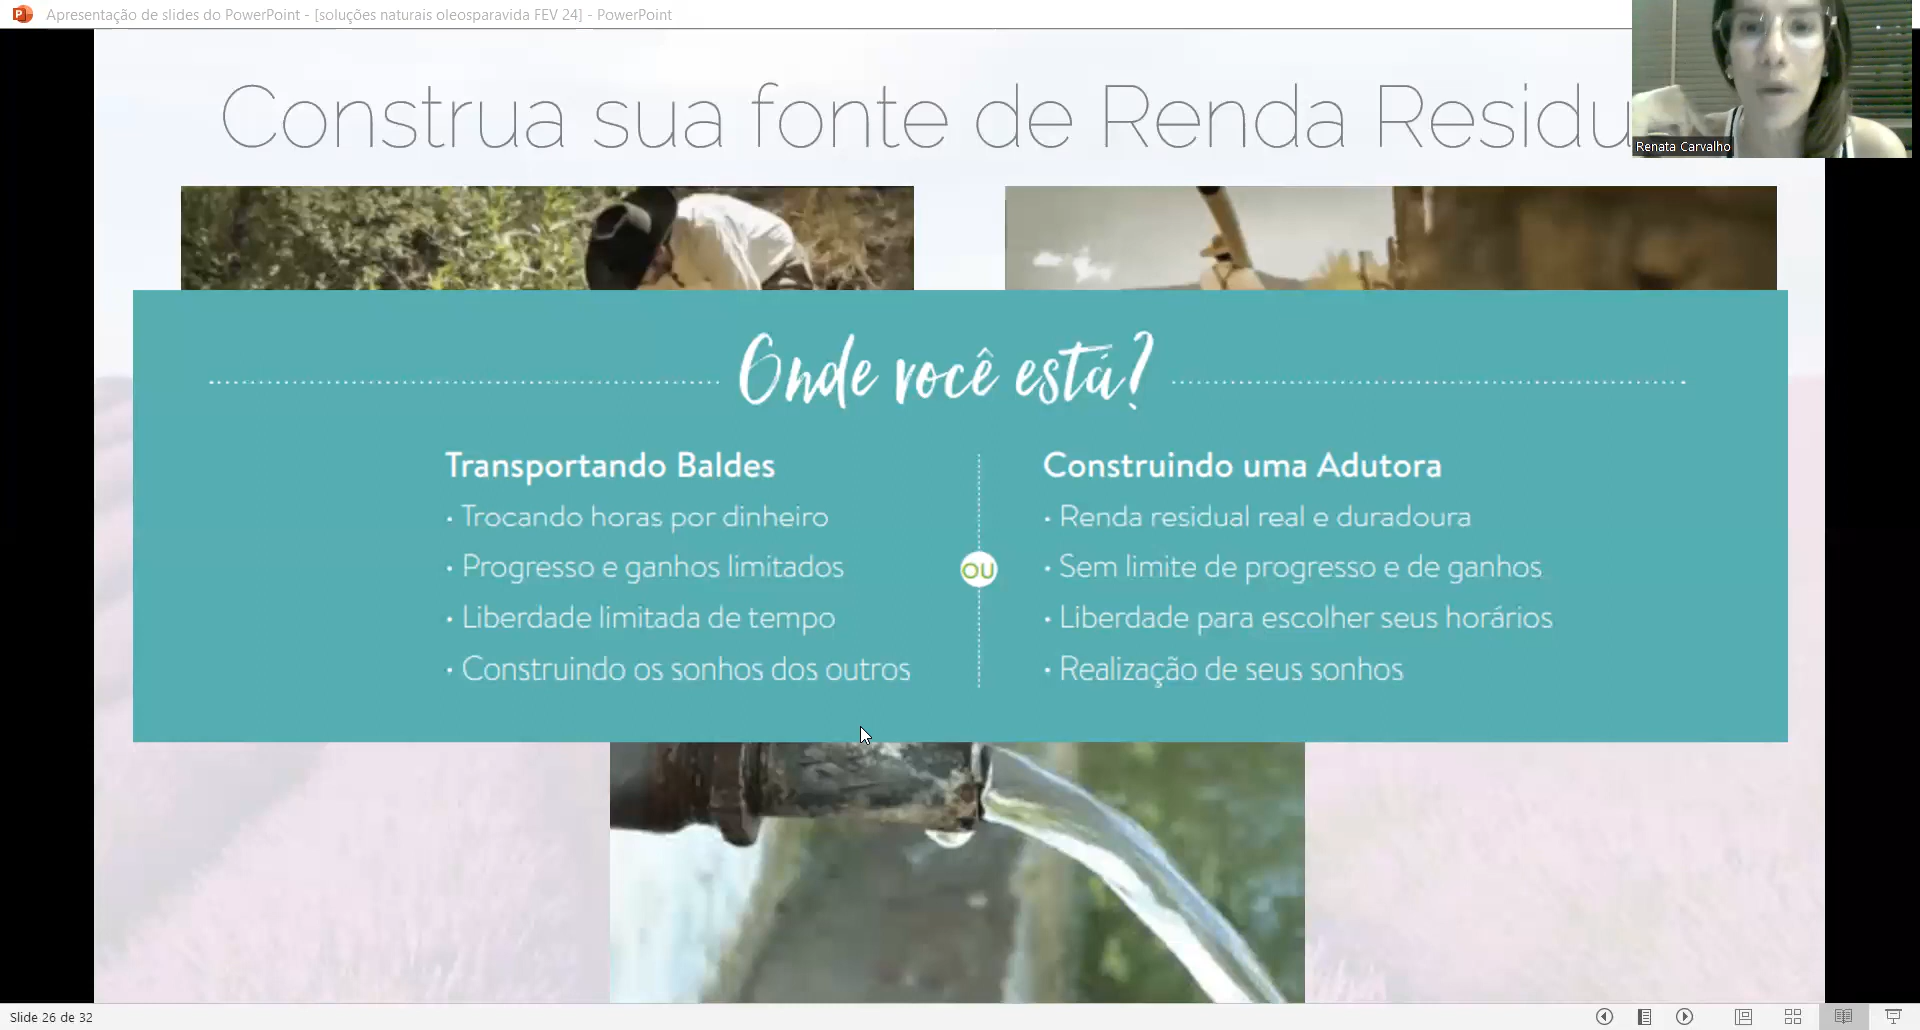 Apresentação de slides do PowerPoint - [soluções naturais oleosparavida FEV 24] - PowerPoint
Construa sua fonte de Renda Residu
Renata Carvalho
Onde você está?
Transportando Baldes
• Trocando horas por dinheiro
• Progresso e ganhos limitados
• Liberdade limitada de tempo
• Construindo os sonhos dos outros
OU
Construindo uma Adutora
• Renda residual real e duradoura
• Sem limite de progresso e de ganhos
• Liberdade para escolher seus horários
• Realização de seus sonhos
Slide 26 de 32